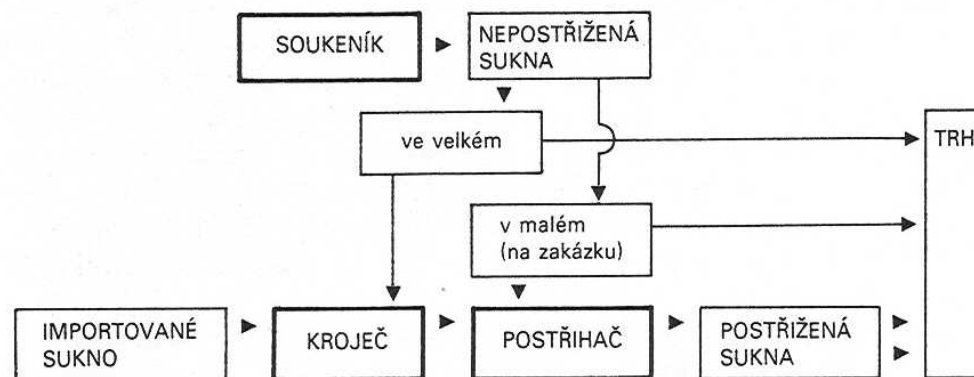 SOUKENÍK
NEPOSTŘIŽENÁ
SUKNA
ve velkém
TRH
v malém
(na zakázku)
IMPORTOVANÉ
SUKNO
KROJEČ
POSTŘIHAČ
POSTŘIŽENÁ
SUKNA